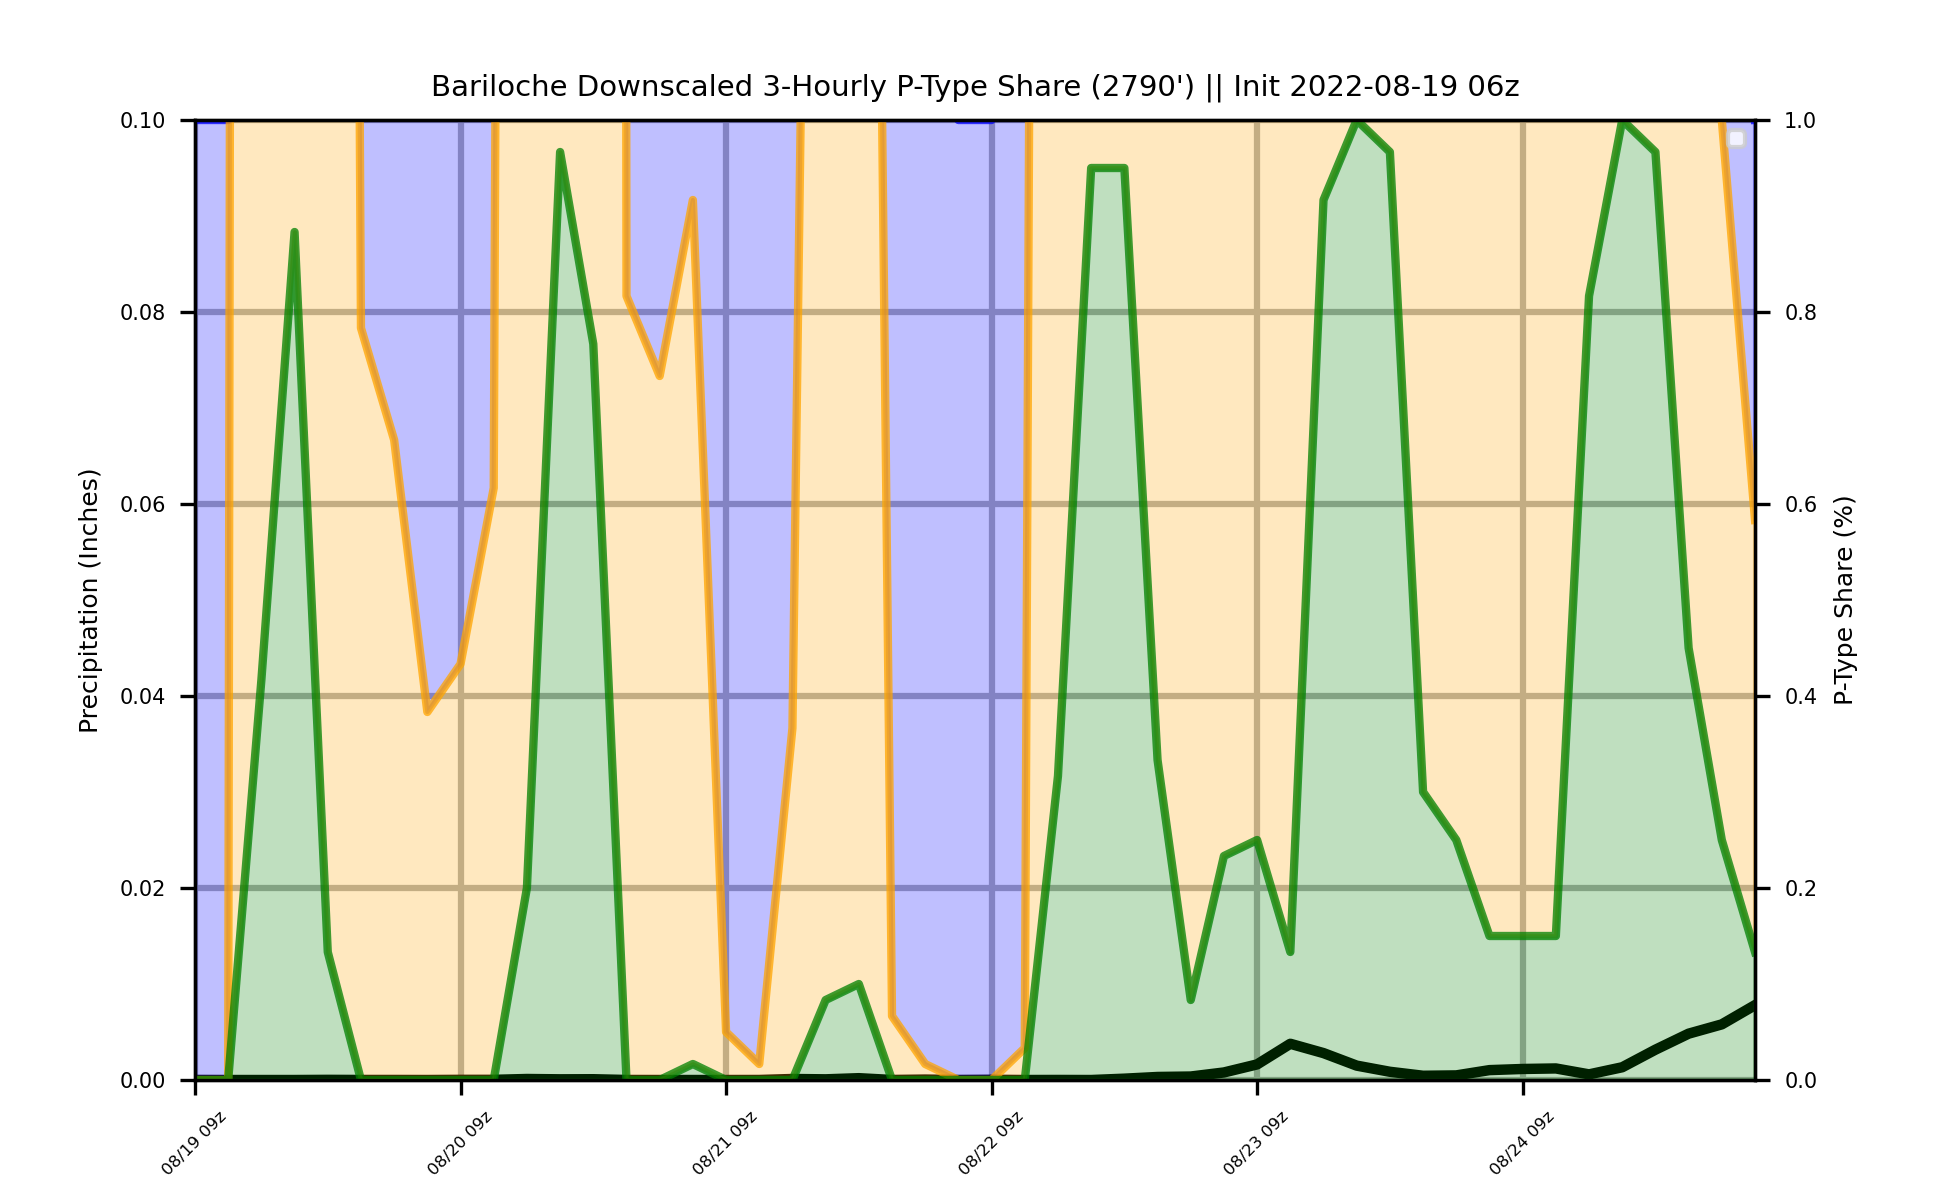 Bariloche Downscaled 3-Hourly P-Type Share (2790') || Init 2022-08-19 06z
0.10
0.08
0.06
0.04
0.02
0.00
Precipitation (Inches)
1.0
0.8
0.6
0.4
0.2
0.0
P-Type Share (%)
08/19 09z
08/20 09z
08/21 09z
08/22 09z
08/23 09z
08/24 09z